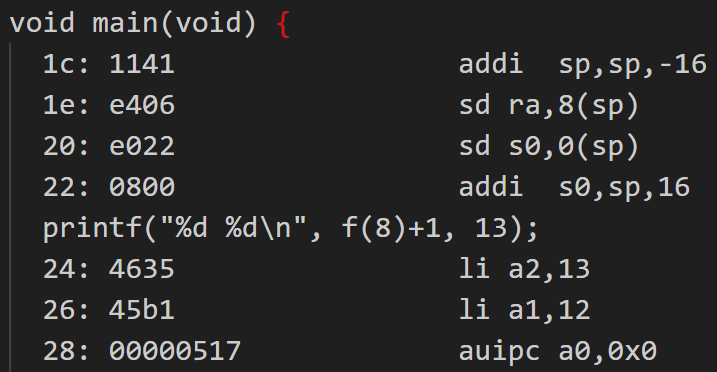 void main(void) {
1c: 1141 addi sp,sp,-16
1e: e406 sd ra,8(sp)
20: e022 sd s0,0(sp)
22: 0800 addi s0,sp,16
printf("%d %d\n", f(8)+1, 13);
24: 4635 li a2,13
26: 45b1 li a1,12
28: 00000517 auipc a0,0x0